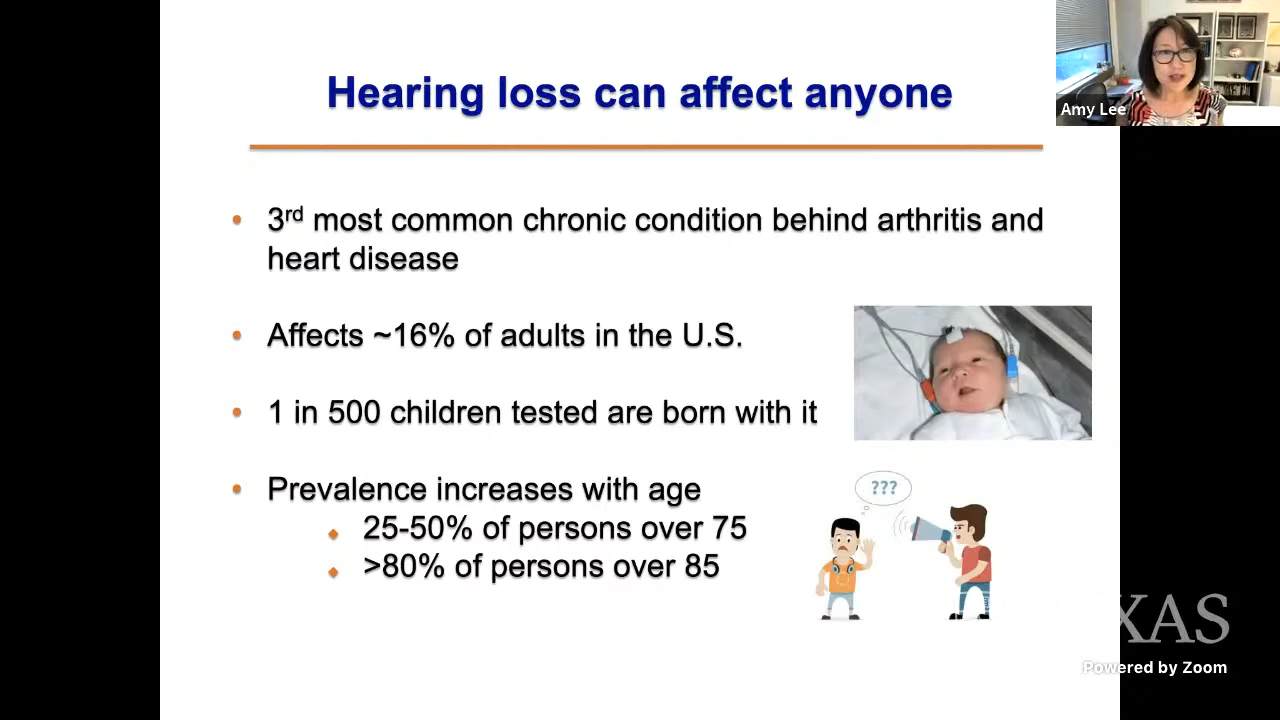 Hearing loss can affect anyone
Amy Lee
• 3rd most common chronic condition behind arthritis and
heart disease
• Affects ~16% of adults in the U.S.
• 1 in 500 children tested are born with it
• Prevalence increases with age
25-50% of persons over 75
>80% of persons over 85
???
XAS
Powered by Zoom